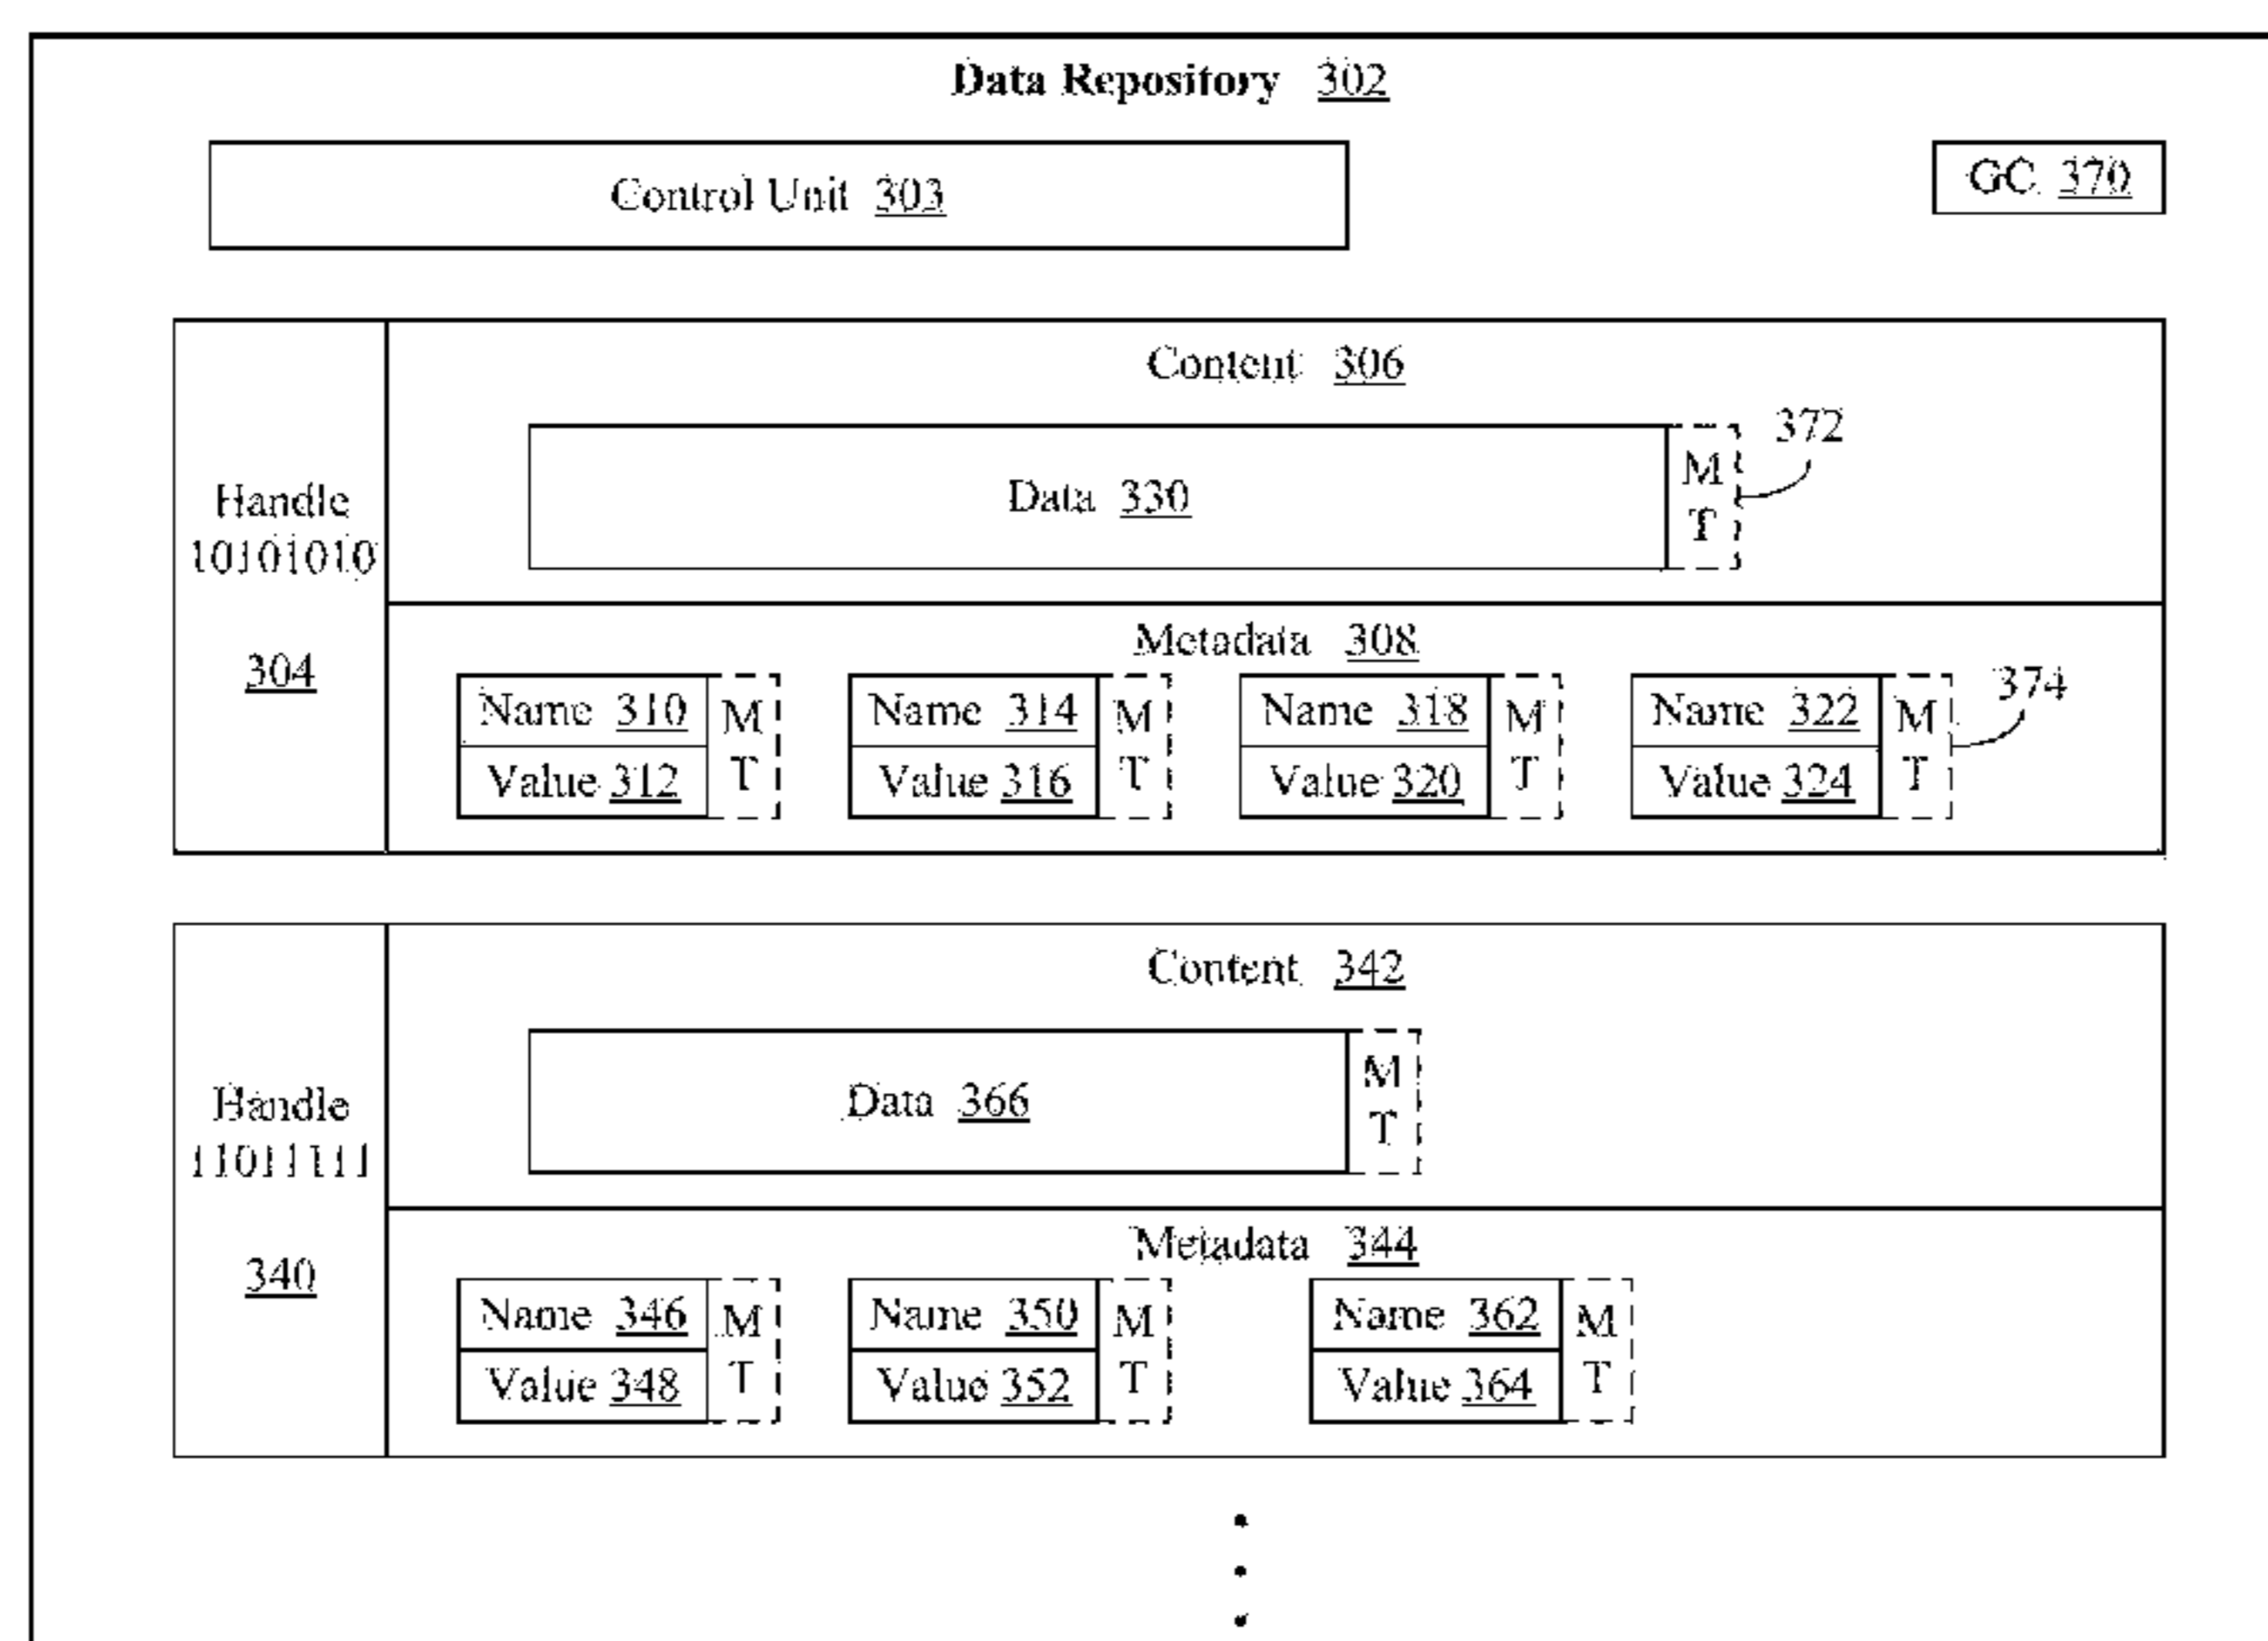 Data Repository 302
Control Unit 303
GC 370
Content 306
372
Data 330
M
T
Handle
10101010
304
Metadata 308
374
Name 310
Value 312
M
T
Name 314
Value 316
M
T
Name 318
Value 320
M
T
Name 322
Value 324
M
T
Content 342
Data 366
M
T
Handle
11011111
340
Metadata 344
Name 346
Value 348
M
T
Name 350
Value 352
M
T
Name 362
Value 364
M
T